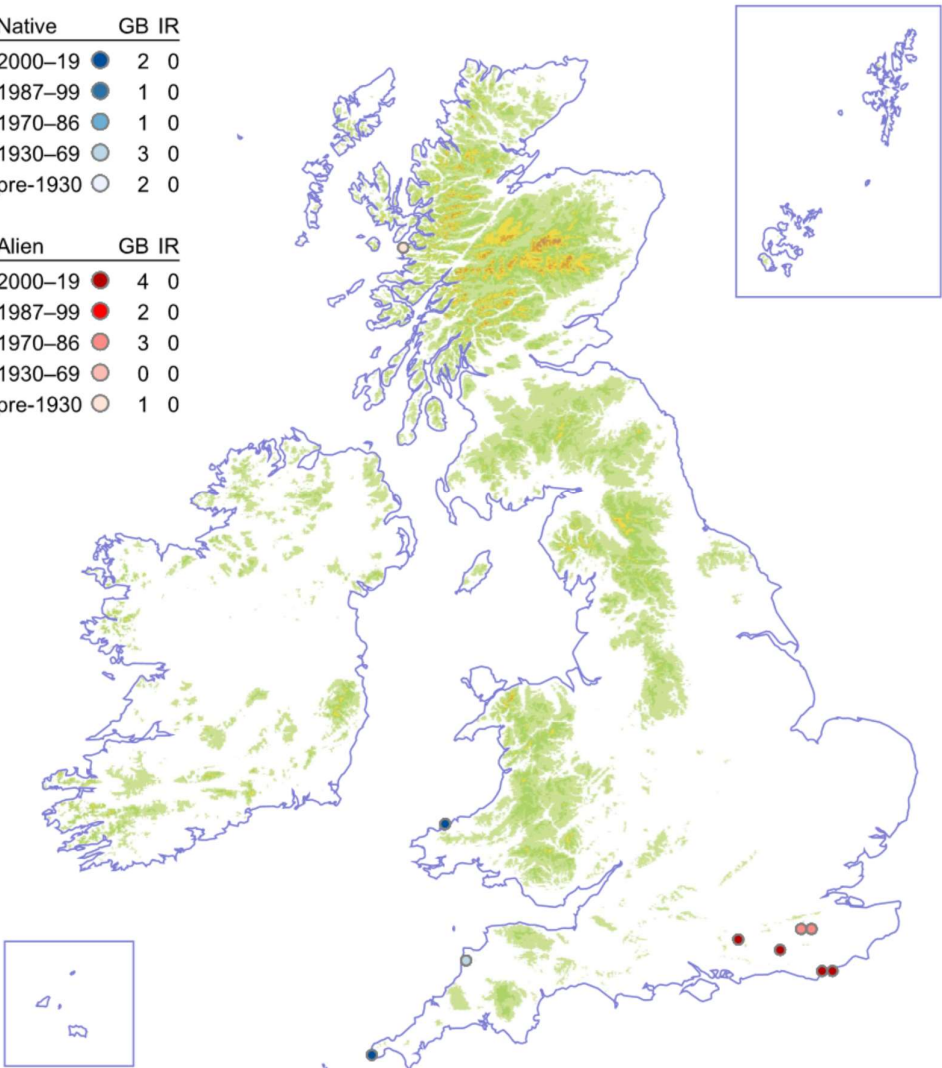 Native GB IR
2000–19 2 0
1987–99 1 0
1970–86 1 0
1930–69 3 0
pre-1930 2 0
Alien GB IR
2000–19 4 0
1987–99 2 0
1970–86 3 0
1930–69 0 0
pre-1930 1 0